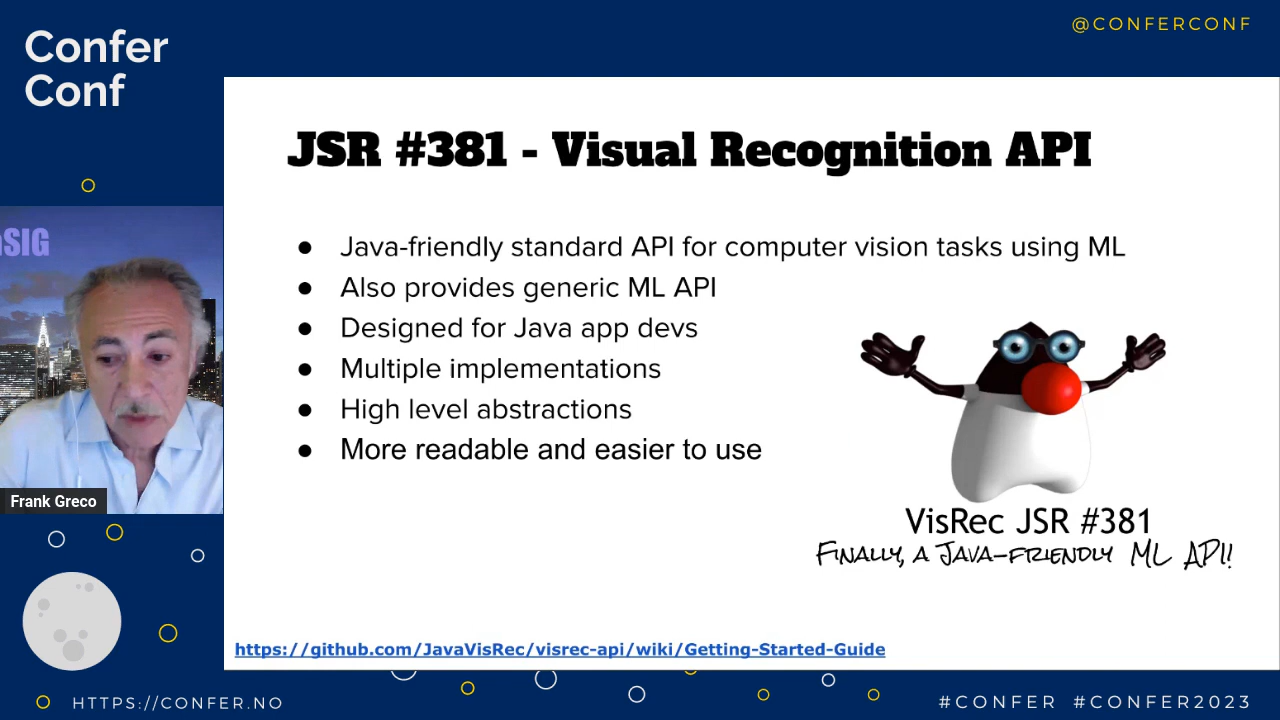 Confer
Conf
@CONFERCONF
JSR #381 - Visual Recognition API
● Java-friendly standard API for computer vision tasks using ML
● Also provides generic ML API
● Designed for Java app devs
● Multiple implementations
● High level abstractions
● More readable and easier to use
SIG
Frank Greco
VisRec JSR #381
Finally, a Java-friendly ML API!
https://github.com/JavaVisRec/visrec-api/wiki/Getting-Started-Guide
HTTPS://CONFER.NO
#CONFER #CONFER2023